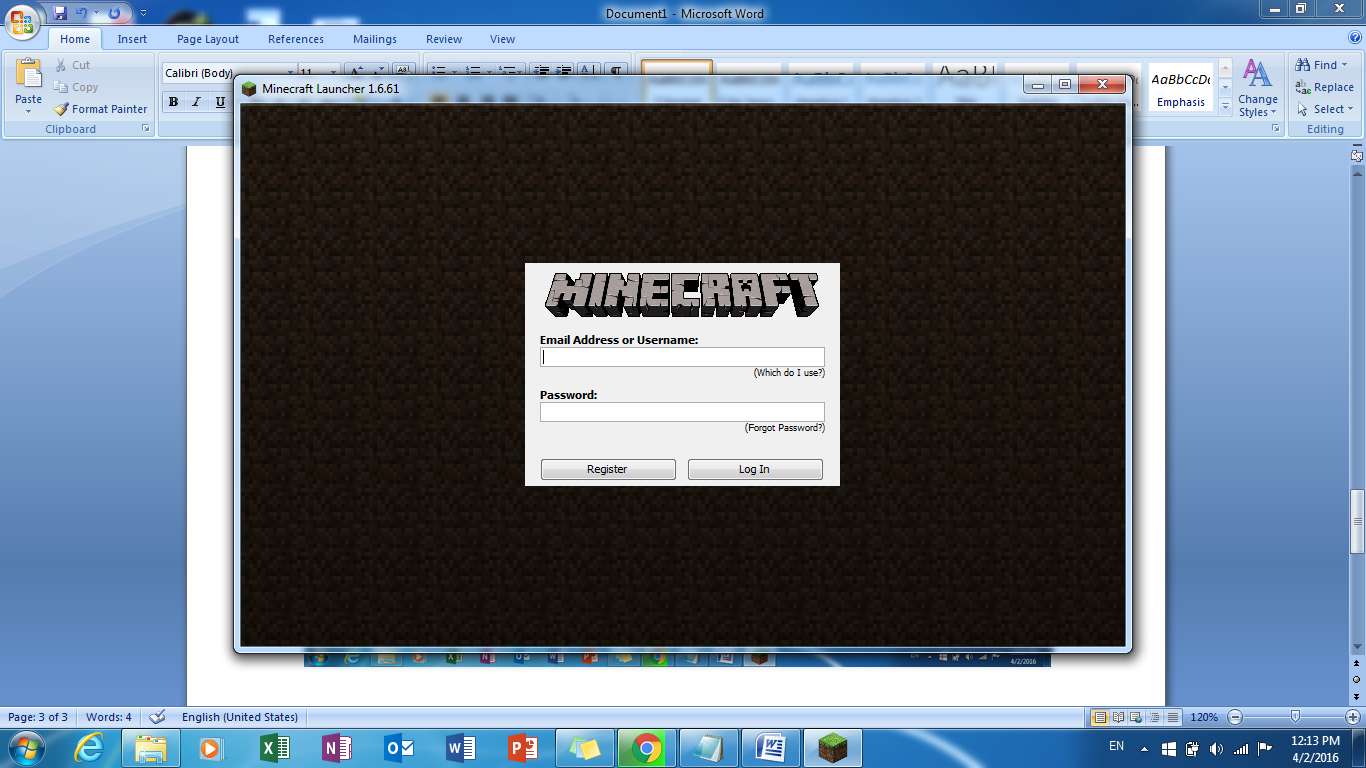 Document1 - Microsoft Word
Home Insert Page Layout References Mailings Review View
Paste
Cut
Copy
Format Painter
Clipboard
Calibri (Body) 11
B I U
AaBbCcDc
Emphasis
Change Styles
Find
Replace
Select
Editing
Minecraft Launcher 1.6.61
MINECRAFT
Email Address or Username:
(Which do I use?)
Password:
(Forgot Password?)
Register Log In
4/2/2016
Page: 3 of 3 Words: 4 English (United States) 120%
EN 12:13 PM
4/2/2016